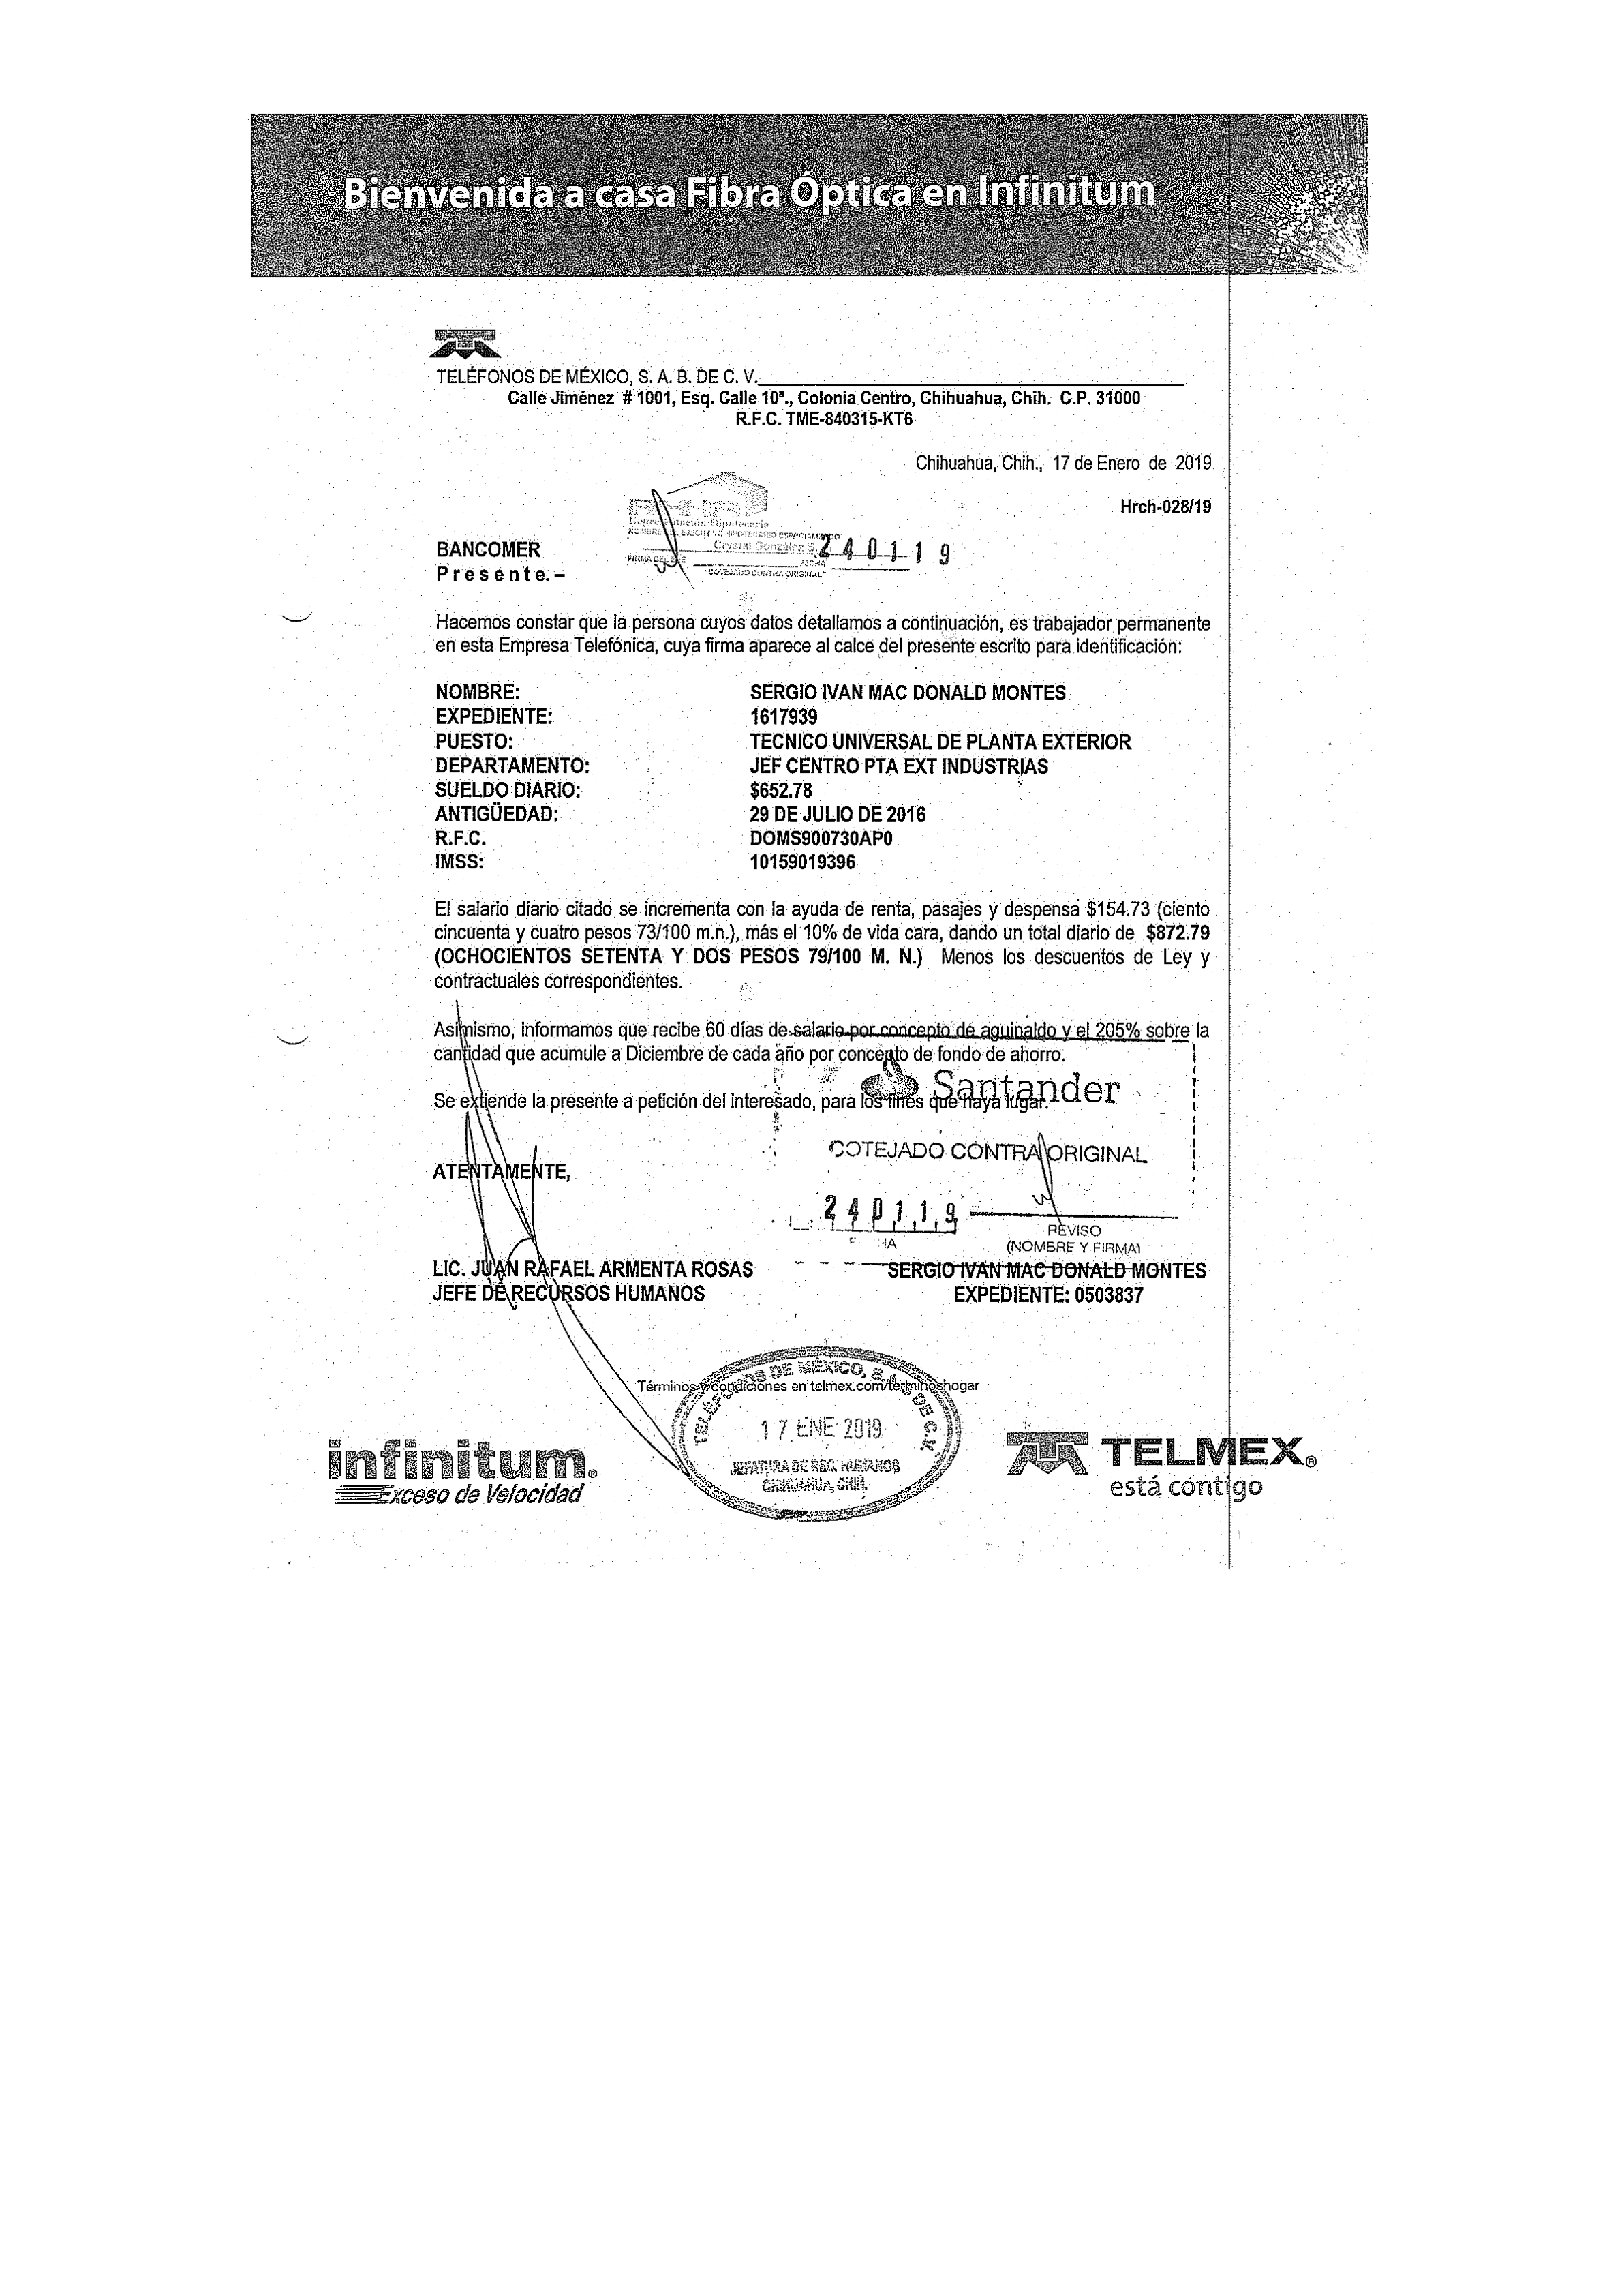 Bienvenida a casa Fibra Óptica en Infinitum
TELÉFONOS DE MÉXICO, S. A. B. DE C. V.
Calle Jiménez # 1001, Esq. Calle 10ª., Colonia Centro, Chihuahua, Chih. C.P. 31000
R.F.C. TME-840315-KT6
Chihuahua, Chih., 17 de Enero de 2019
Hrch-028/19
Representación Hipotecaria
NOMBRE DEL EJECUTIVO HIPOTECARIO ESPECIALIZADO
Crystal González
240119
FIRMA DEL
FECHA
"COTEJADO CONTRA ORIGINAL"
BANCOMER
Presente.-
Hacemos constar que la persona cuyos datos detallamos a continuación, es trabajador permanente
en esta Empresa Telefónica, cuya firma aparece al calce del presente escrito para identificación:
NOMBRE: SERGIO IVAN MAC DONALD MONTES
EXPEDIENTE: 1617939
PUESTO: TECNICO UNIVERSAL DE PLANTA EXTERIOR
DEPARTAMENTO: JEF CENTRO PTA EXT INDUSTRIAS
SUELDO DIARIO: $652.78
ANTIGÜEDAD: 29 DE JULIO DE 2016
R.F.C. DOMS900730AP0
IMSS: 10159019396
El salario diario citado se incrementa con la ayuda de renta, pasajes y despensa $154.73 (ciento
cincuenta y cuatro pesos 73/100 m.n.), más el 10% de vida cara, dando un total diario de $872.79
(OCHOCIENTOS SETENTA Y DOS PESOS 79/100 M. N.) Menos los descuentos de Ley y
contractuales correspondientes.
Asimismo, informamos que recibe 60 días de salario por concepto de aguinaldo y el 205% sobre la
cantidad que acumule a Diciembre de cada año por concepto de fondo de ahorro.
Santander
Se extiende la presente a petición del interesado, para los fines que haya lugar.
COTEJADO CONTRA ORIGINAL
ATENTAMENTE,
240119
REVISO
(NOMBRE Y FIRMA)
LIC. JUAN RAFAEL ARMENTA ROSAS SERGIO IVAN MAC DONALD MONTES
JEFE DE RECURSOS HUMANOS EXPEDIENTE: 0503837
TELÉFONOS DE MÉXICO, S.A. DE C.V.
Términos y condiciones en telmex.com/terminoshogar
17 ENE 2019
JEFATURA DE REC. HUMANOS
CHIHUAHUA, CHIH.
infinitum.
Exceso de Velocidad
TELMEX®
está contigo